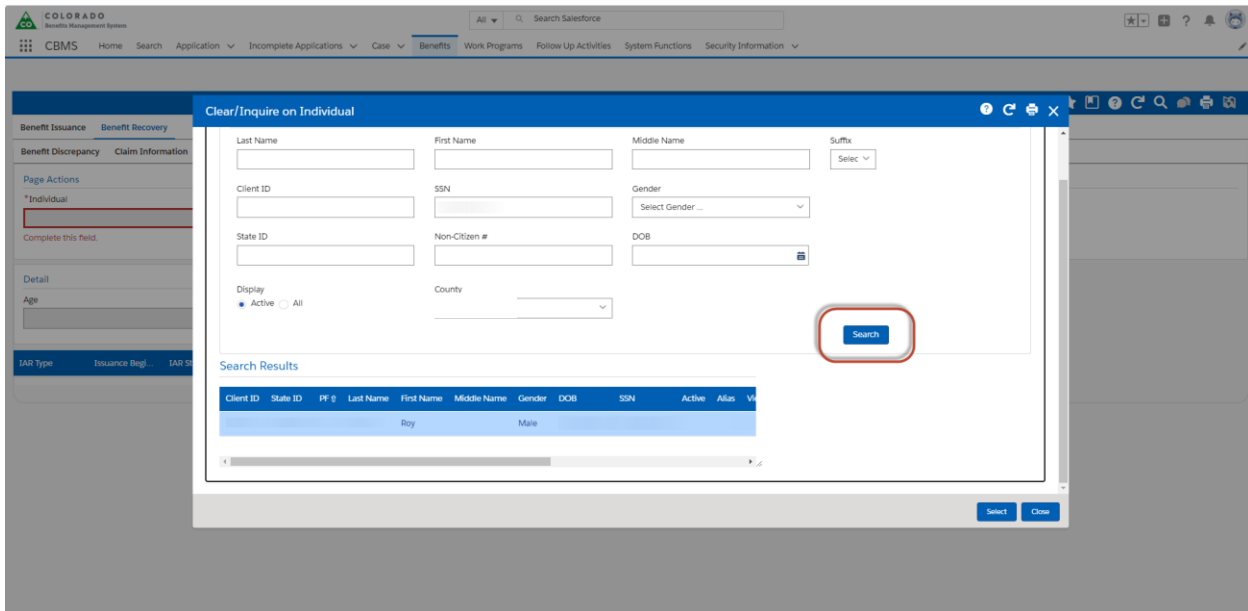 COLORADO
Benefits Management System
All
Search Salesforce
CBMS Home Search Application Incomplete Applications Case Benefits Work Programs Follow Up Activities System Functions Security Information
Clear/Inquire on Individual
Benefit Issuance Benefit Recovery
Benefit Discrepancy Claim Information
Page Actions
*Individual
Complete this field.
Detail
Age
IAR Type Issuance Begi... IAR St
Last Name First Name Middle Name Suffix
Selec
Client ID SSN Gender
Select Gender ...
State ID Non-Citizen # DOB
Display County
Active All
Search
Search Results
Client ID State ID PF Last Name First Name Middle Name Gender DOB SSN Active Alias
Roy Male
Select Close